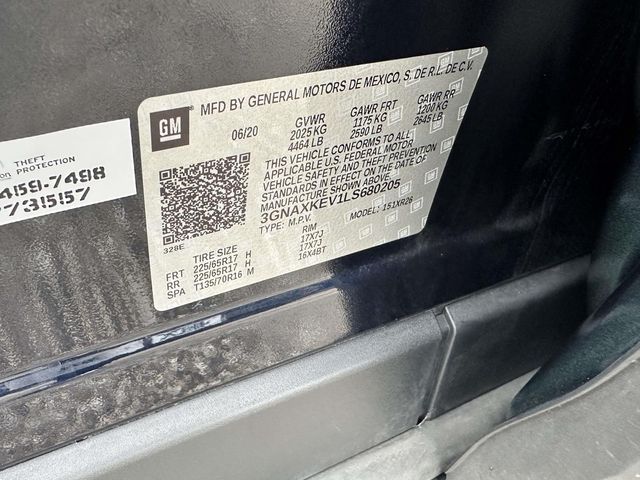 THEFT
PROTECTION
459-7498
73557
GM
MFD BY GENERAL MOTORS DE MEXICO, S. DE R.L. DE C.V.
06/20 GVWR GAWR FRT GAWR RR
2025 KG 1175 KG 1200 KG
4464 LB 2590 LB 2645 LB
THIS VEHICLE CONFORMS TO ALL
APPLICABLE U.S. FEDERAL MOTOR
VEHICLE SAFETY AND THEFT PREVENTION
STANDARDS IN EFFECT ON THE DATE OF
MANUFACTURE SHOWN ABOVE.
3GNAXKEV1LS680205
TYPE: M.P.V. MODEL: 151XR26
328E
TIRE SIZE RIM
FRT 225/65R17 H 17X7J
RR 225/65R17 H 17X7J
SPA T135/70R16 M 16X4BT